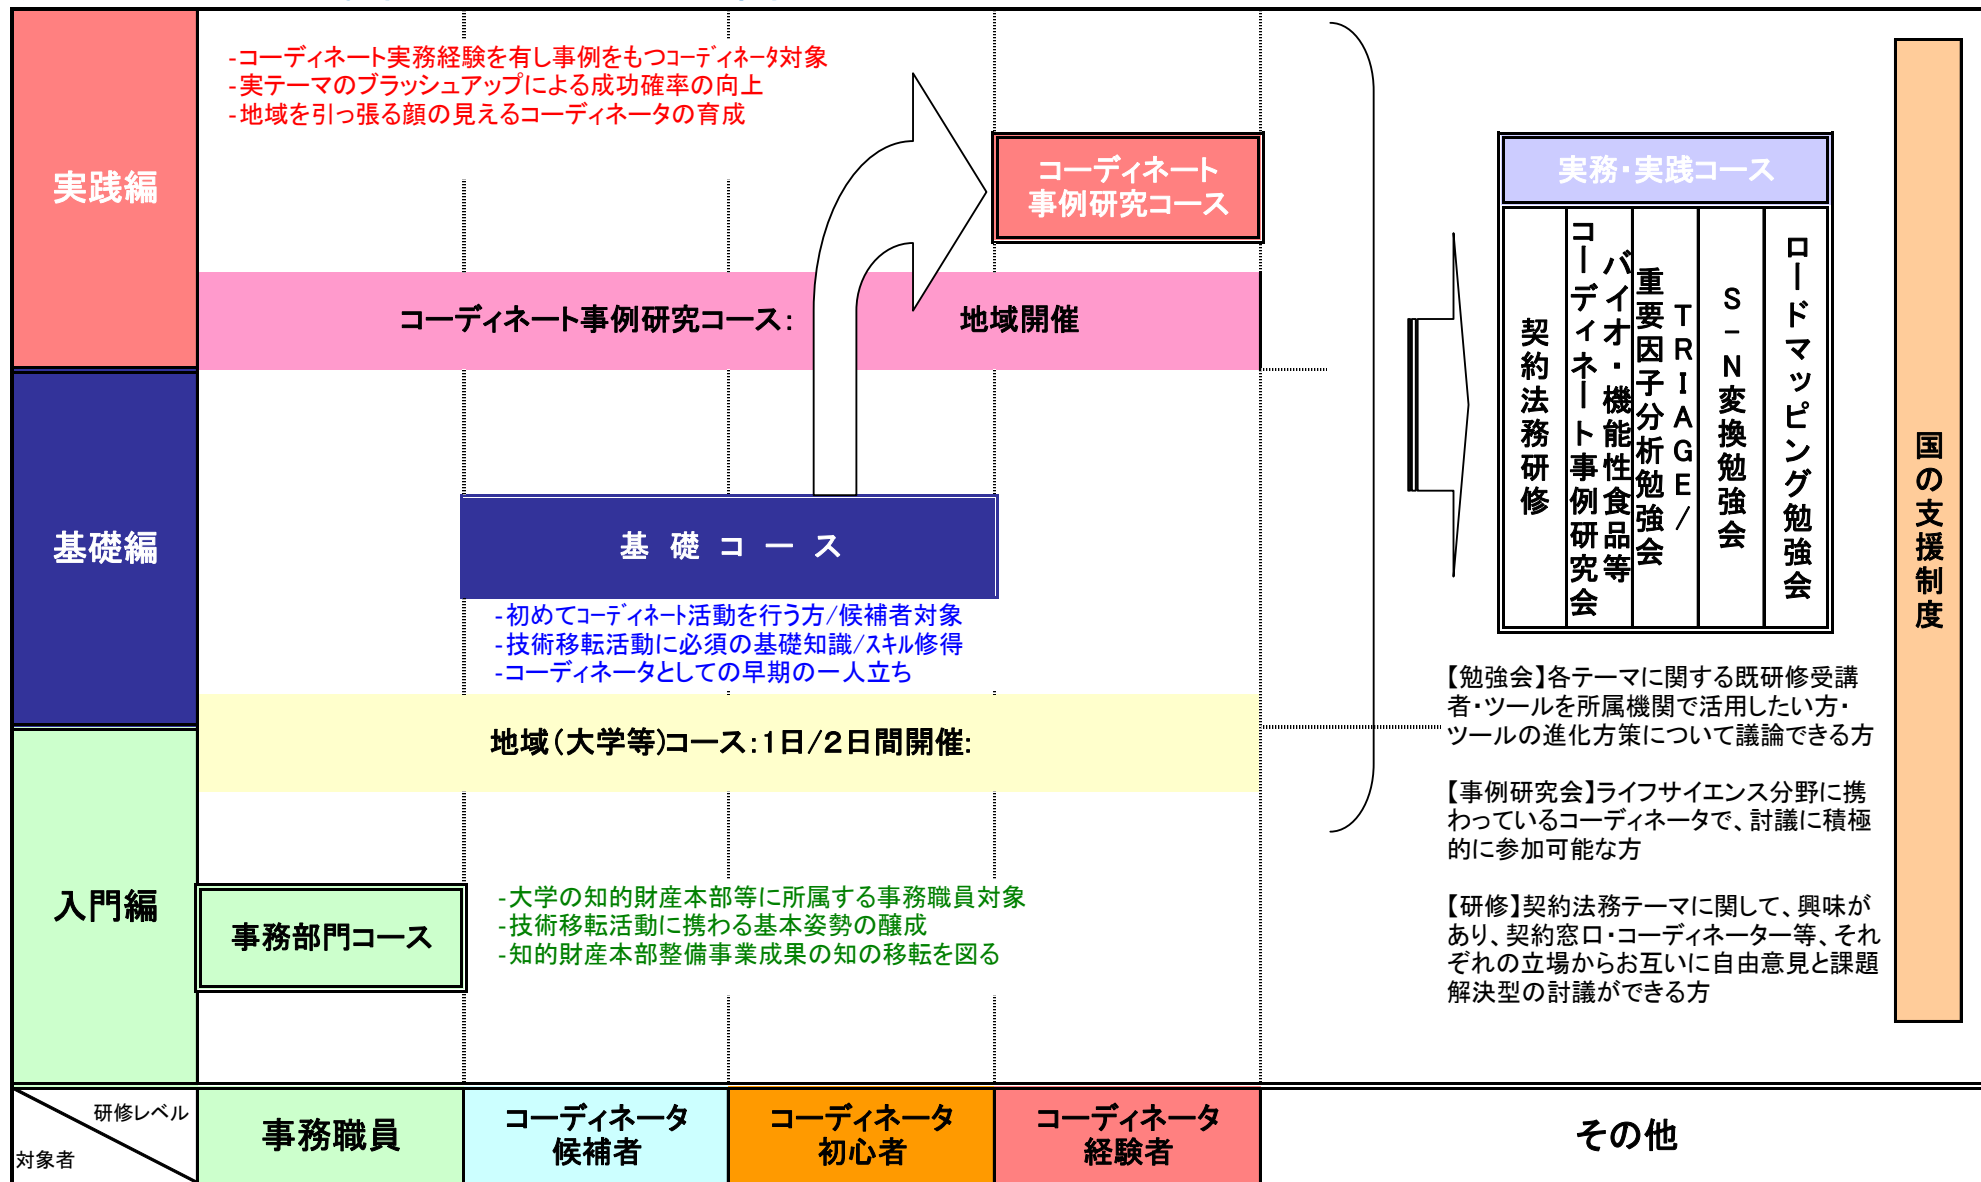 -コーディネート実務経験を有し事例をもつｺｰﾃﾞｨﾈｰﾀ対象
-実テーマのブラッシュアップによる成功確率の向上
-地域を引っ張る顔の見えるコーディネータの育成
実践編
コーディネート
事例研究コース
コーディネート事例研究コース：
地域開催
基礎編
基 礎 コ ー ス
-初めてｺｰﾃﾞｨﾈｰﾄ活動を行う方/候補者対象
-技術移転活動に必須の基礎知識/ｽｷﾙ修得
-コーディネータとしての早期の一人立ち
地域（大学等）コース：１日/２日間開催：
入門編
事務部門コース
-大学の知的財産本部等に所属する事務職員対象
-技術移転活動に携わる基本姿勢の醸成
-知的財産本部整備事業成果の知の移転を図る
実務・実践コース
契約法務研修
バイオ・機能性食品等
コーディネート事例研究会
ＴＲＩＡＧＥ/
重要因子分析勉強会
Ｓ－Ｎ変換勉強会
ロードマッピング勉強会
【勉強会】各テーマに関する既研修受講
者・ツールを所属機関で活用したい方・
ツールの進化方策について議論できる方
【事例研究会】ライフサイエンス分野に携
わっているコーディネータで、討議に積極
的に参加可能な方
【研修】契約法務テーマに関して、興味が
あり、契約窓口・コーディネーター等、それ
ぞれの立場からお互いに自由意見と課題
解決型の討議ができる方
国の支援制度
研修レベル
対象者
事務職員
コーディネータ
候補者
コーディネータ
初心者
コーディネータ
経験者
その他